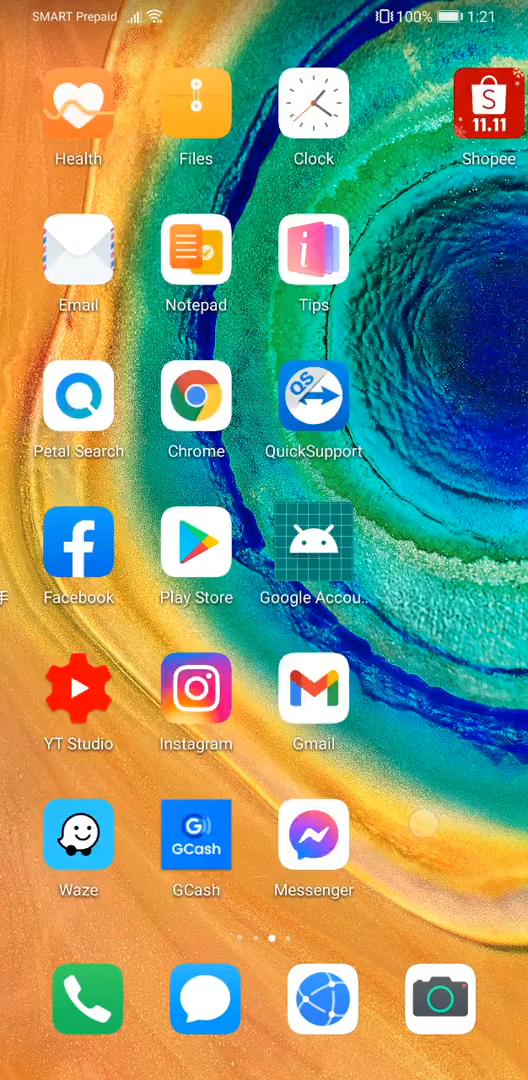 SMART Prepaid 100% 1:21
Health Files Clock Shopee
S
11.11
Email Notepad Tips
QS
Petal Search Chrome QuickSupport
手 Facebook Play Store Google Accou..
YT Studio Instagram Gmail
G
GCash
Waze GCash Messenger